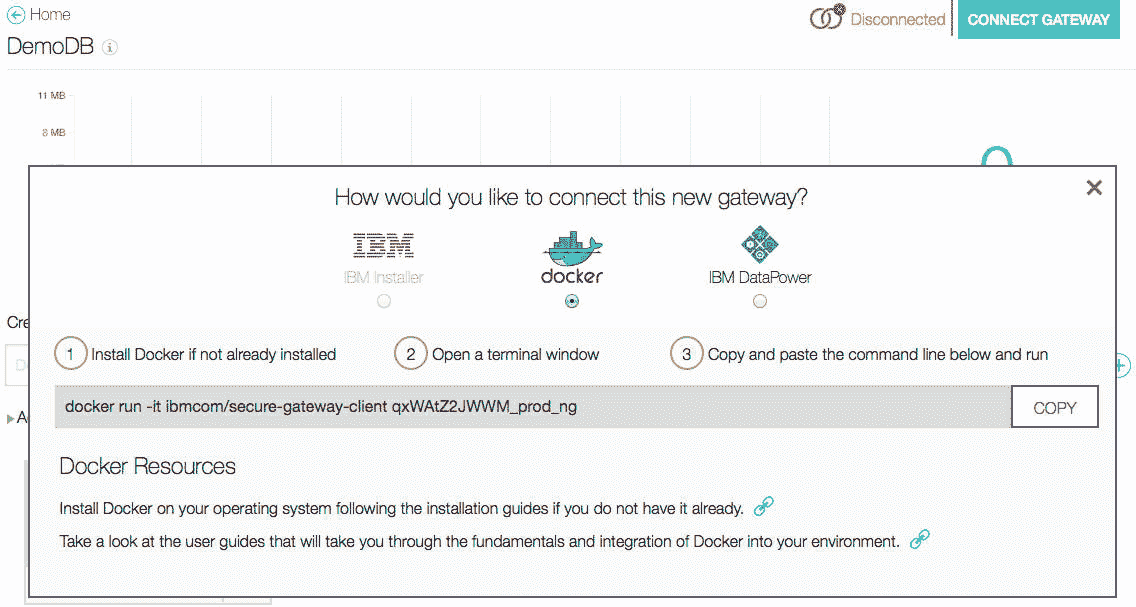 Home
Disconnected
CONNECT GATEWAY
DemoDB
11 MB
8 MB
How would you like to connect this new gateway?
IBM
docker
IBM Installer
IBM DataPower
Cre
1 Install Docker if not already installed
2 Open a terminal window
3 Copy and paste the command line below and run
docker run -it ibmcom/secure-gateway-client qxWAtZ2JWWM_prod_ng
COPY
A
Docker Resources
Install Docker on your operating system following the installation guides if you do not have it already.
Take a look at the user guides that will take you through the fundamentals and integration of Docker into your environment.